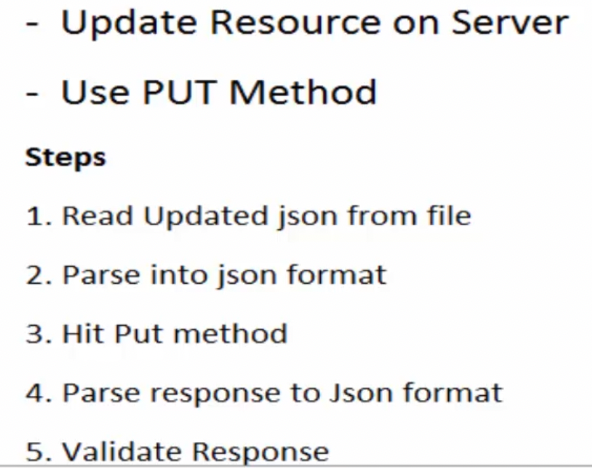 - Update Resource on Server
- Use PUT Method
Steps
1. Read Updated json from file
2. Parse into json format
3. Hit Put method
4. Parse response to Json format
5. Validate Response